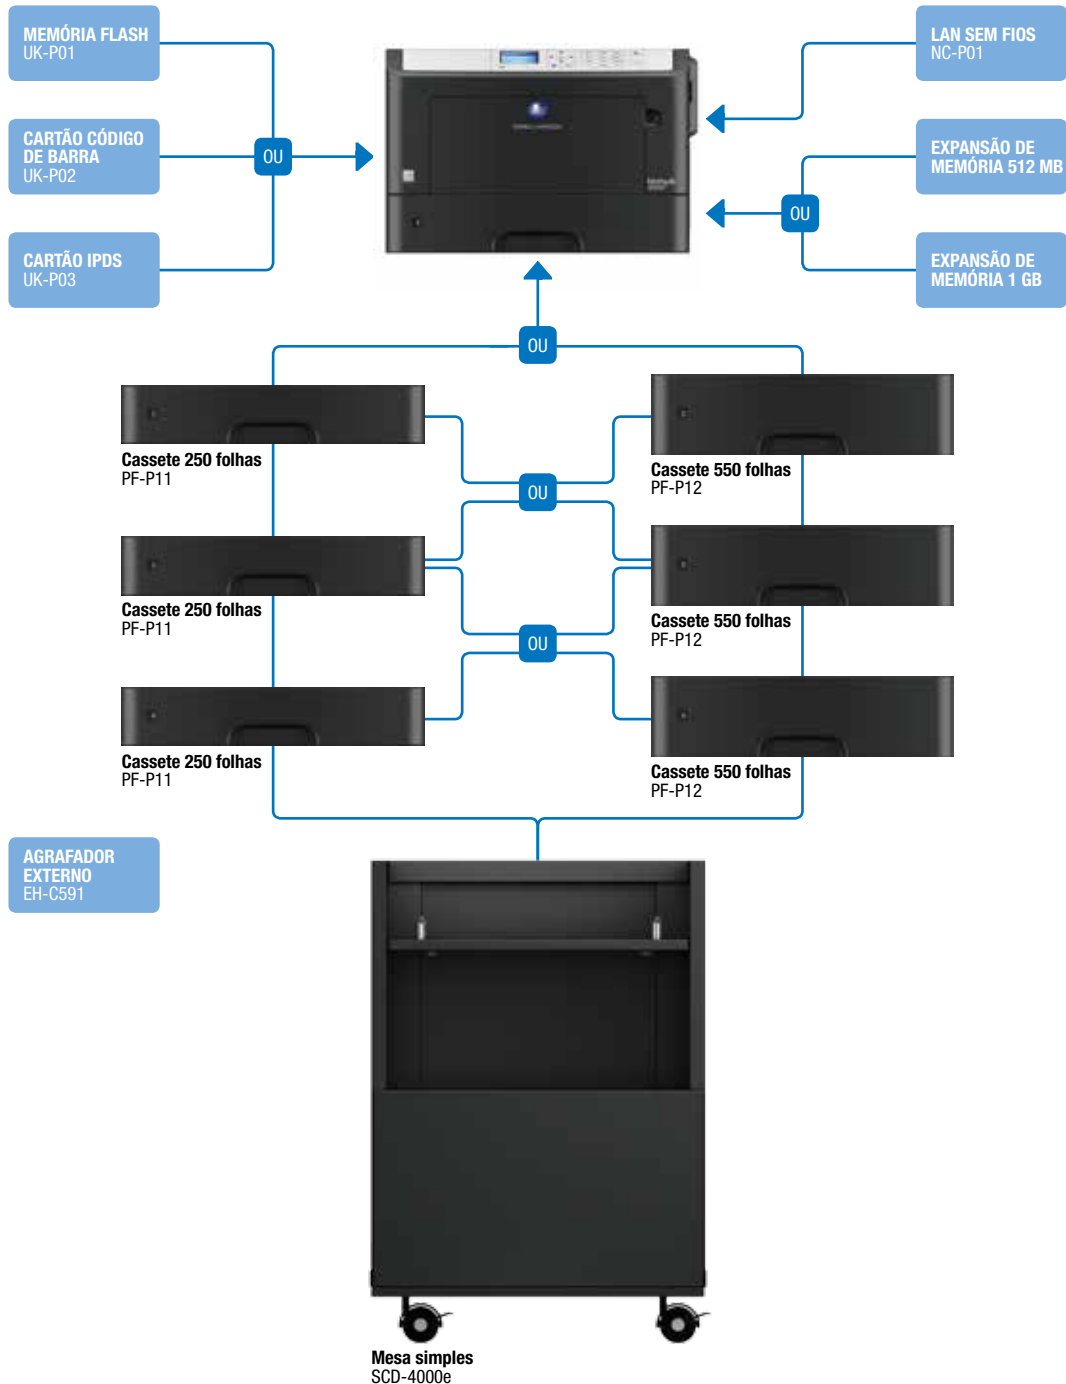 MEMÓRIA FLASH
UK-P01
LAN SEM FIOS
NC-P01
CARTÃO CÓDIGO
DE BARRA
UK-P02
OU
EXPANSÃO DE
MEMÓRIA 512 MB
OU
CARTÃO IPDS
UK-P03
EXPANSÃO DE
MEMÓRIA 1 GB
OU
Cassete 250 folhas
PF-P11
Cassete 550 folhas
PF-P12
OU
Cassete 250 folhas
PF-P11
Cassete 550 folhas
PF-P12
OU
Cassete 250 folhas
PF-P11
Cassete 550 folhas
PF-P12
AGRAFADOR
EXTERNO
EH-C591
Mesa simples
SCD-4000e